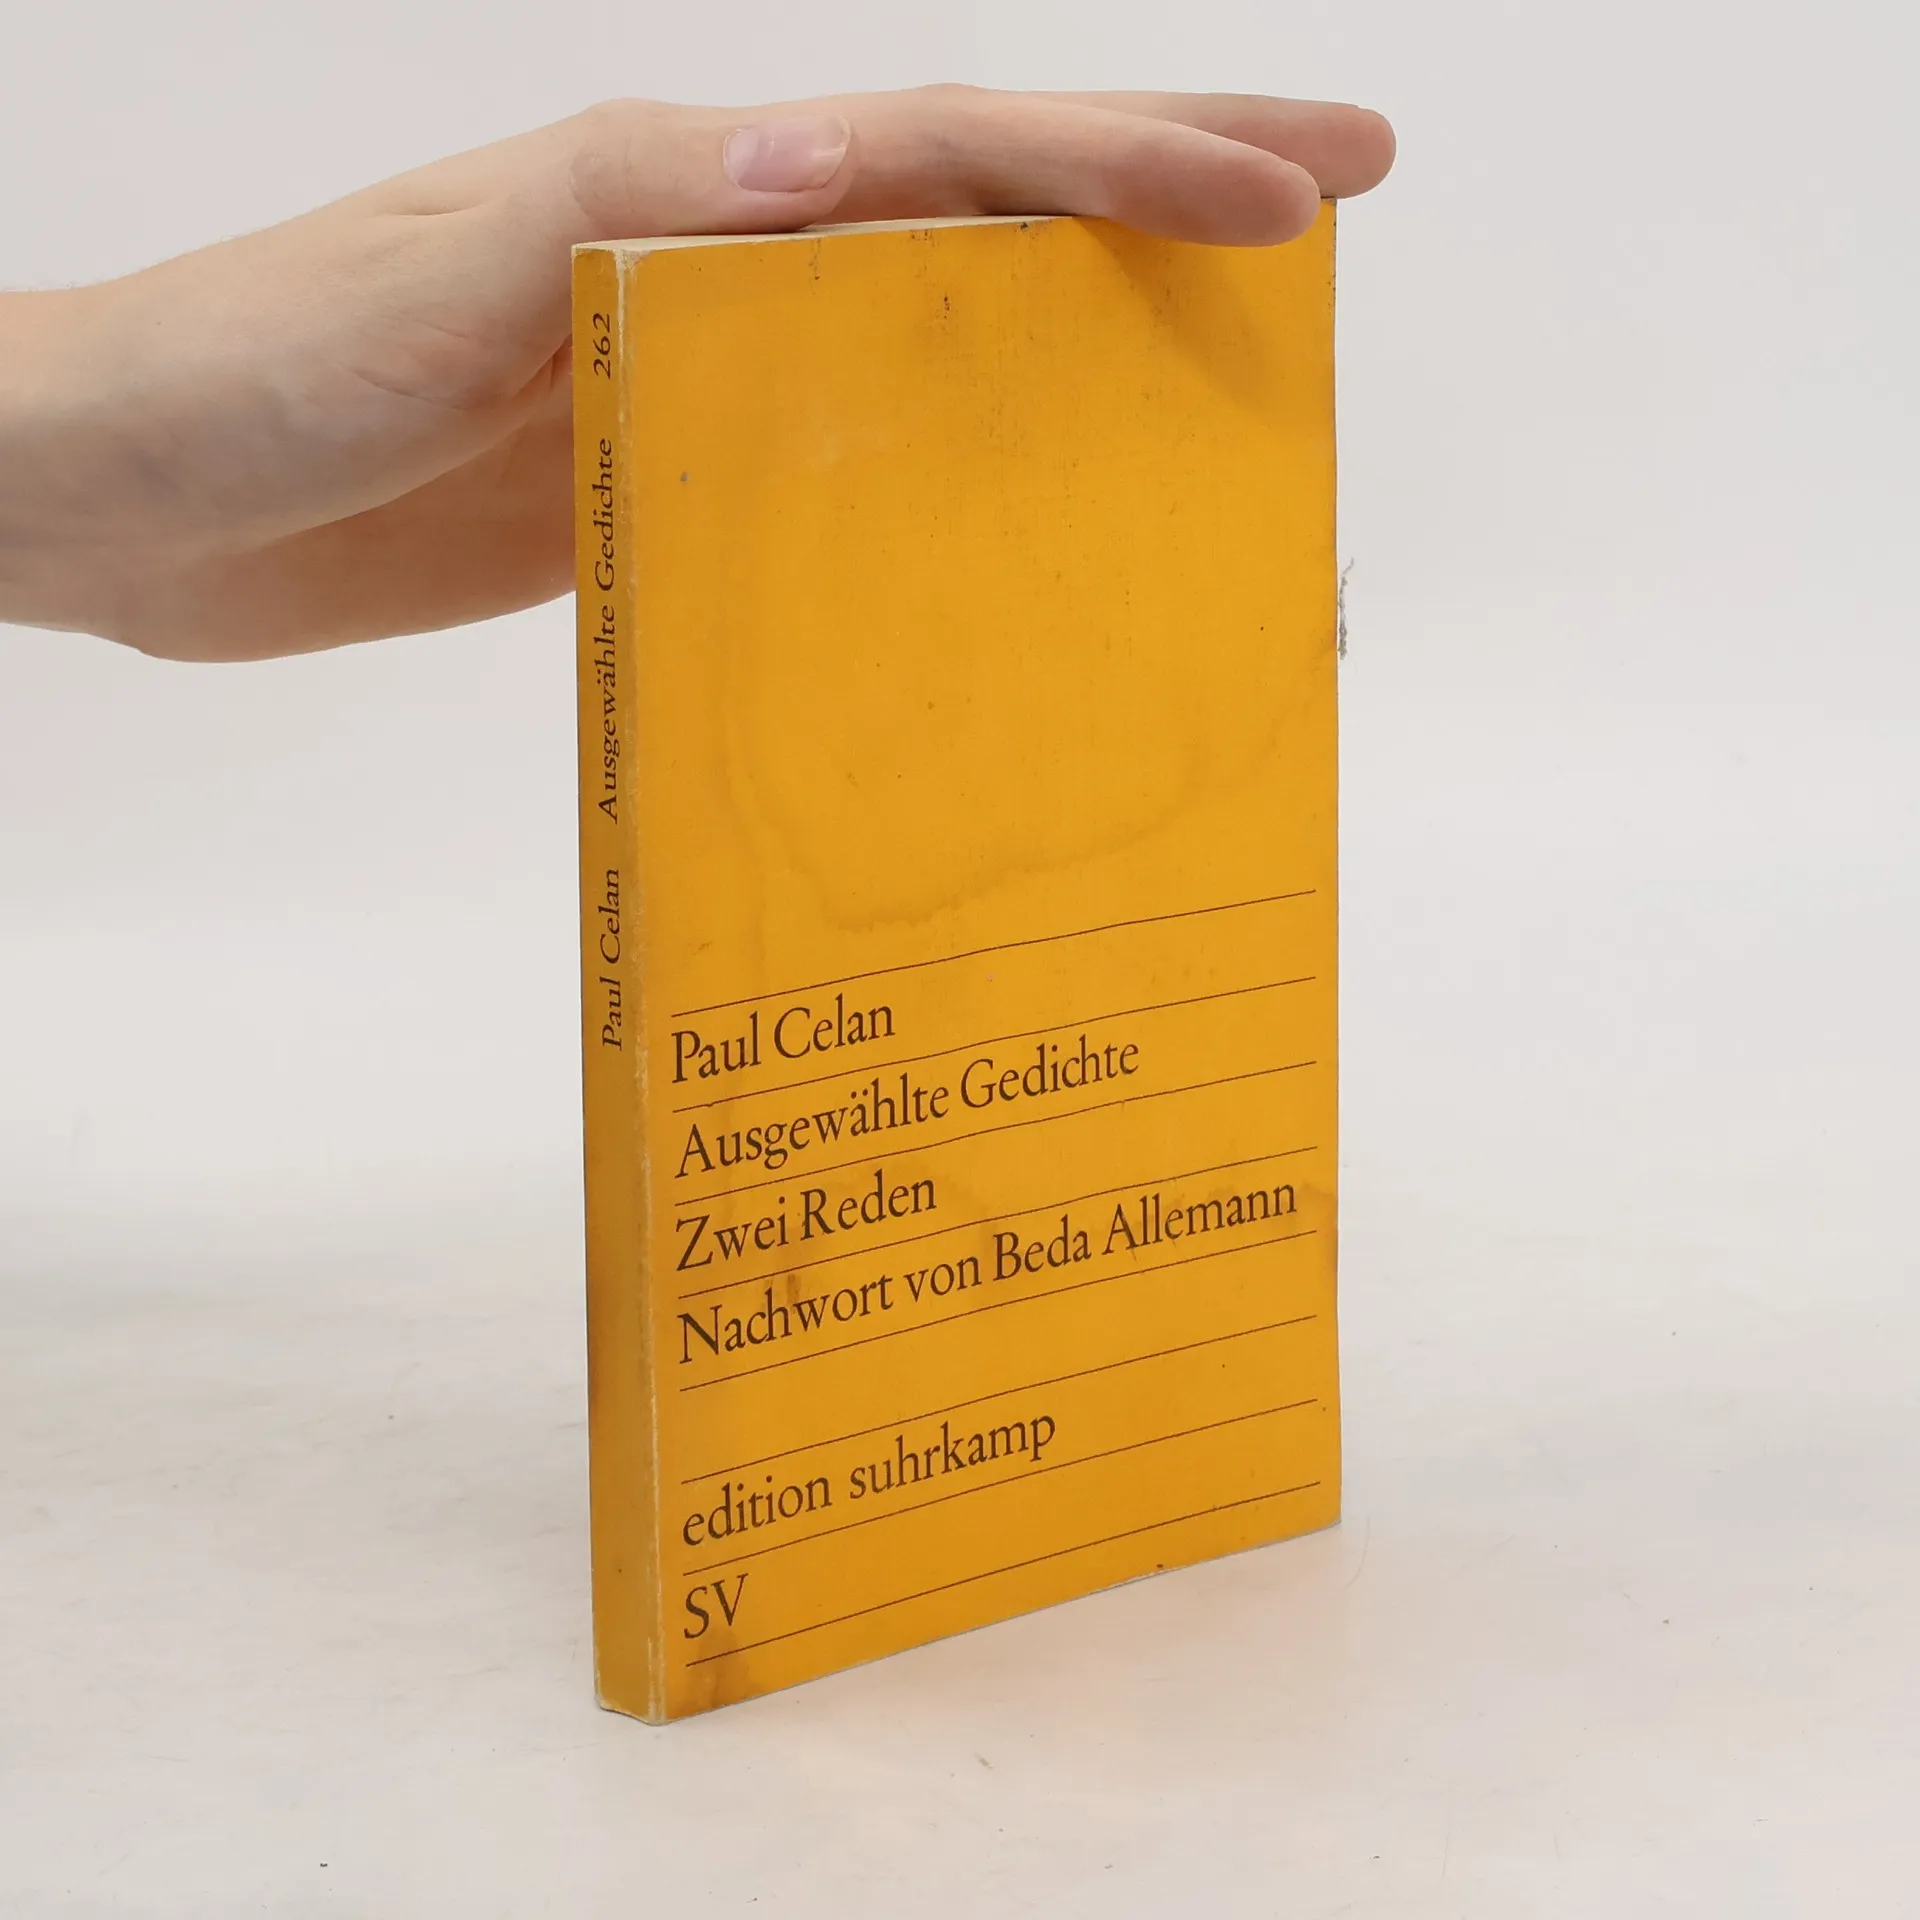 Paul Celan Ausgewählte Gedichte 262
Paul Celan
Ausgewählte Gedichte
Zwei Reden
Nachwort von Beda Allemann
edition suhrkamp
SV